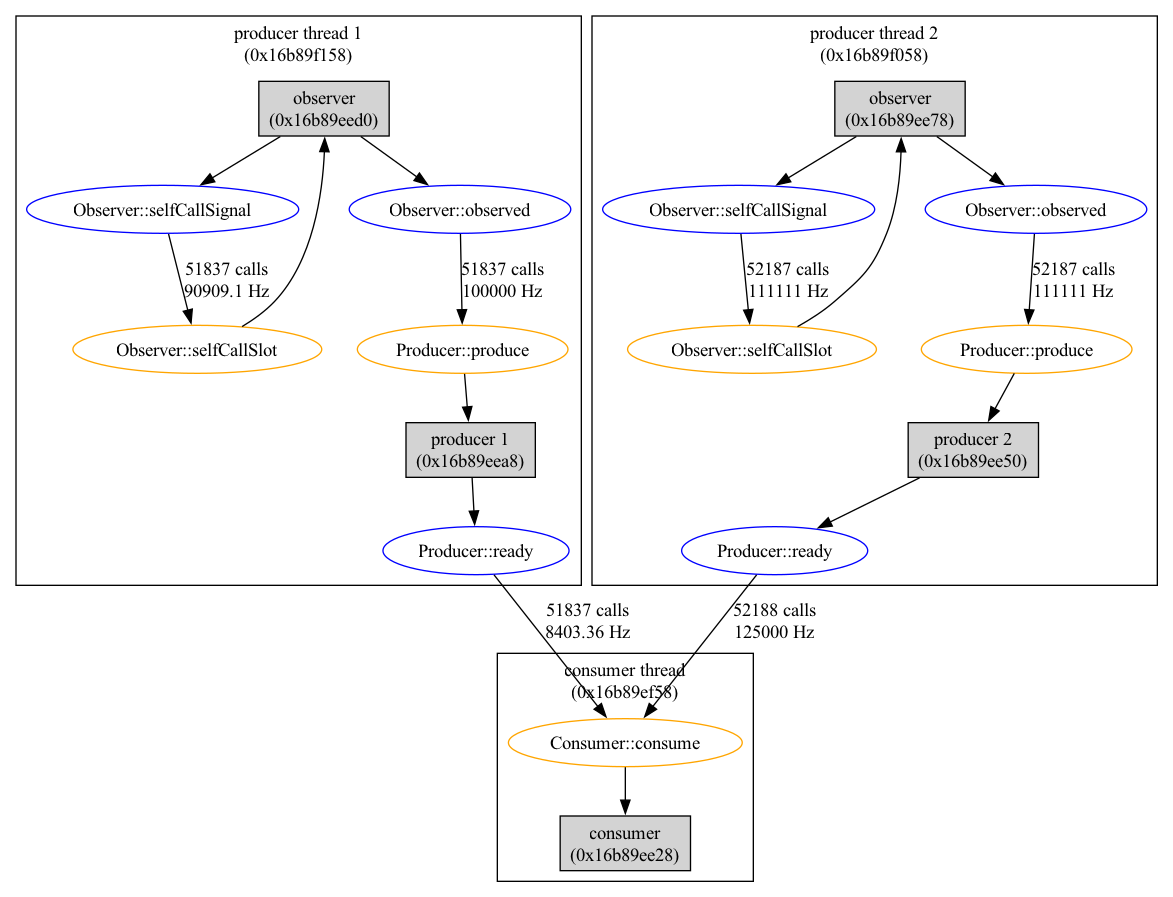 producer thread 1
(0x16b89f158)
observer
(0x16b89eed0)
Observer::selfCallSignal
Observer::observed
51837 calls
90909.1 Hz
51837 calls
100000 Hz
Observer::selfCallSlot
Producer::produce
producer 1
(0x16b89eea8)
Producer::ready
producer thread 2
(0x16b89f058)
observer
(0x16b89ee78)
Observer::selfCallSignal
Observer::observed
52187 calls
111111 Hz
52187 calls
111111 Hz
Observer::selfCallSlot
Producer::produce
producer 2
(0x16b89ee50)
Producer::ready
51837 calls
8403.36 Hz
52188 calls
125000 Hz
consumer thread
(0x16b89ef58)
Consumer::consume
consumer
(0x16b89ee28)